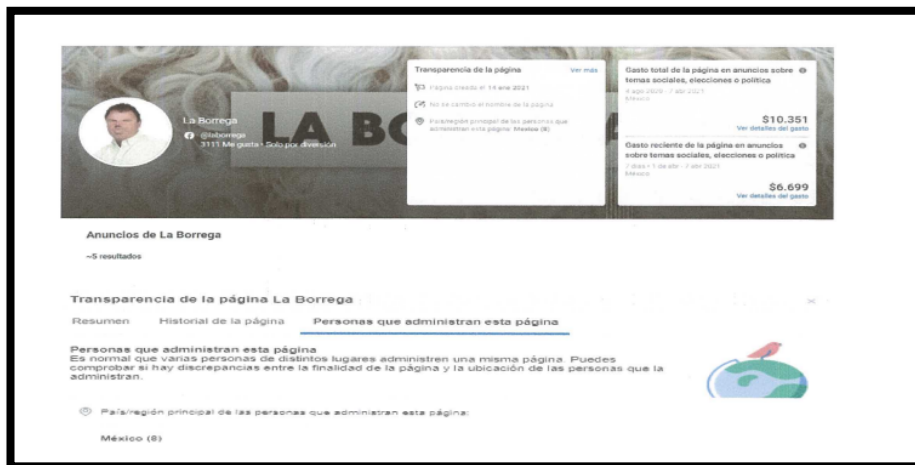 Transparencia de la página
Ver más
Página creada el 14 ene 2021
No se cambió el nombre de la página
País/región principal de las personas que
administran esta página: México (8)
Gasto total de la página en anuncios sobre
temas sociales, elecciones o política
4 ago 2020 - 7 abr 2021
México
$10.351
Ver detalles del gasto
Gasto reciente de la página en anuncios
sobre temas sociales, elecciones o política
7 días • 1 de abr - 7 abr 2021
México
$6.699
Ver detalles del gasto
La Borrega
@laborrega
3111 Me gusta • Solo por diversión
LA BO
Anuncios de La Borrega
~5 resultados
Transparencia de la página La Borrega
Resumen
Historial de la página
Personas que administran esta página
Personas que administran esta página
Es normal que varias personas de distintos lugares administren una misma página. Puedes
comprobar si hay discrepancias entre la finalidad de la página y la ubicación de las personas que la
administran.
País/región principal de las personas que administran esta página:
México (8)